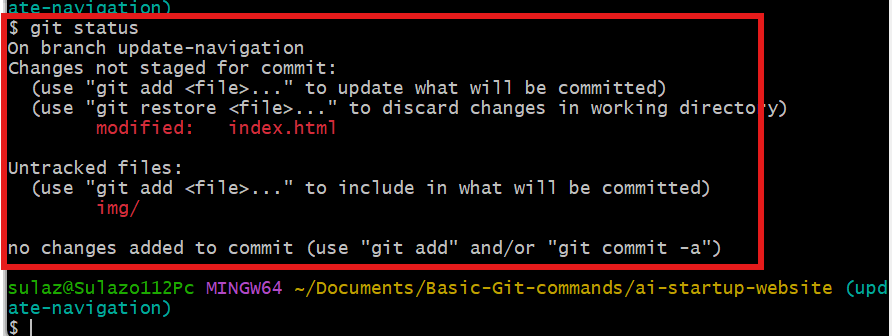 ate-navigation)
$ git status
On branch update-navigation
Changes not staged for commit:
  (use "git add <file>..." to update what will be committed)
  (use "git restore <file>..." to discard changes in working directory)
        modified:   index.html

Untracked files:
  (use "git add <file>..." to include in what will be committed)
        img/

no changes added to commit (use "git add" and/or "git commit -a")

sulaz@Sulazo112Pc MINGW64 ~/Documents/Basic-Git-commands/ai-startup-website (upd
ate-navigation)
$